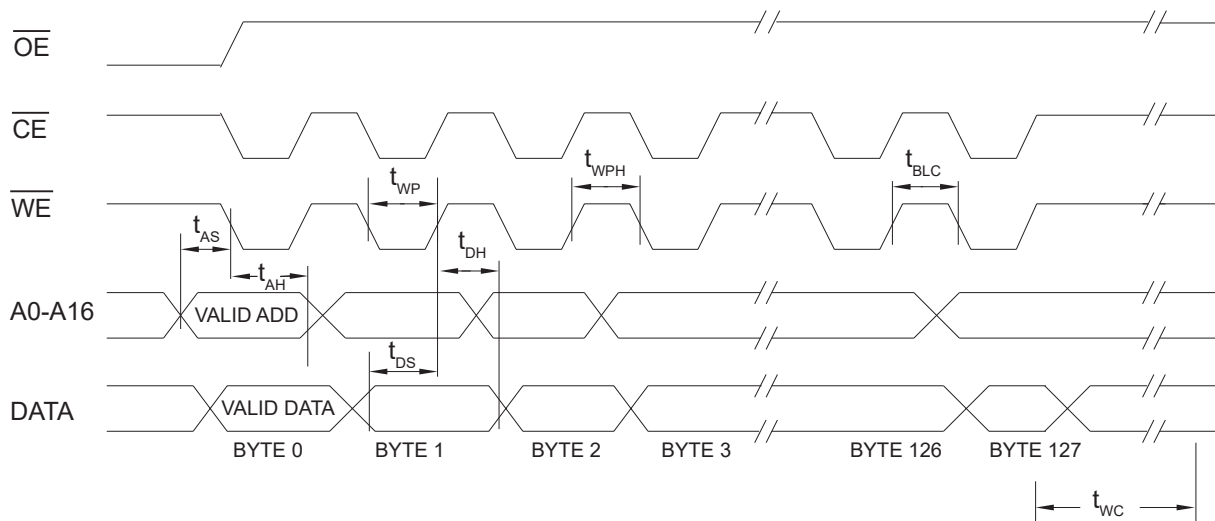 OE
CE
t_WP
t_WPH
t_BLC
WE
t_AS
t_DH
t_AH
A0-A16
VALID ADD
t_DS
DATA
VALID DATA
BYTE 0
BYTE 1
BYTE 2
BYTE 3
BYTE 126
BYTE 127
t_WC